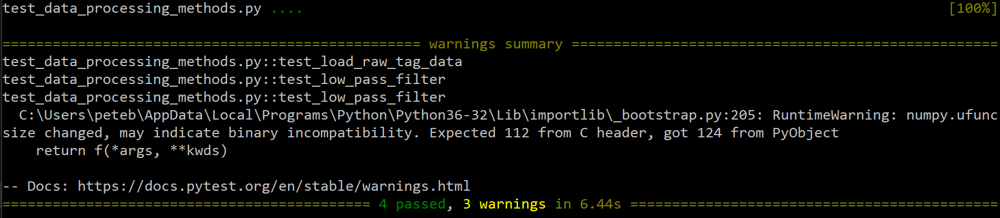 test_data_processing_methods.py .... [100%]
================================================== warnings summary ===================================================
test_data_processing_methods.py::test_load_raw_tag_data
test_data_processing_methods.py::test_low_pass_filter
test_data_processing_methods.py::test_low_pass_filter
  C:\Users\peteb\AppData\Local\Programs\Python\Python36-32\Lib\importlib\_bootstrap.py:205: RuntimeWarning: numpy.ufunc
size changed, may indicate binary incompatibility. Expected 112 from C header, got 124 from PyObject
    return f(*args, **kwds)
-- Docs: https://docs.pytest.org/en/stable/warnings.html
============================================ 4 passed, 3 warnings in 6.44s ============================================